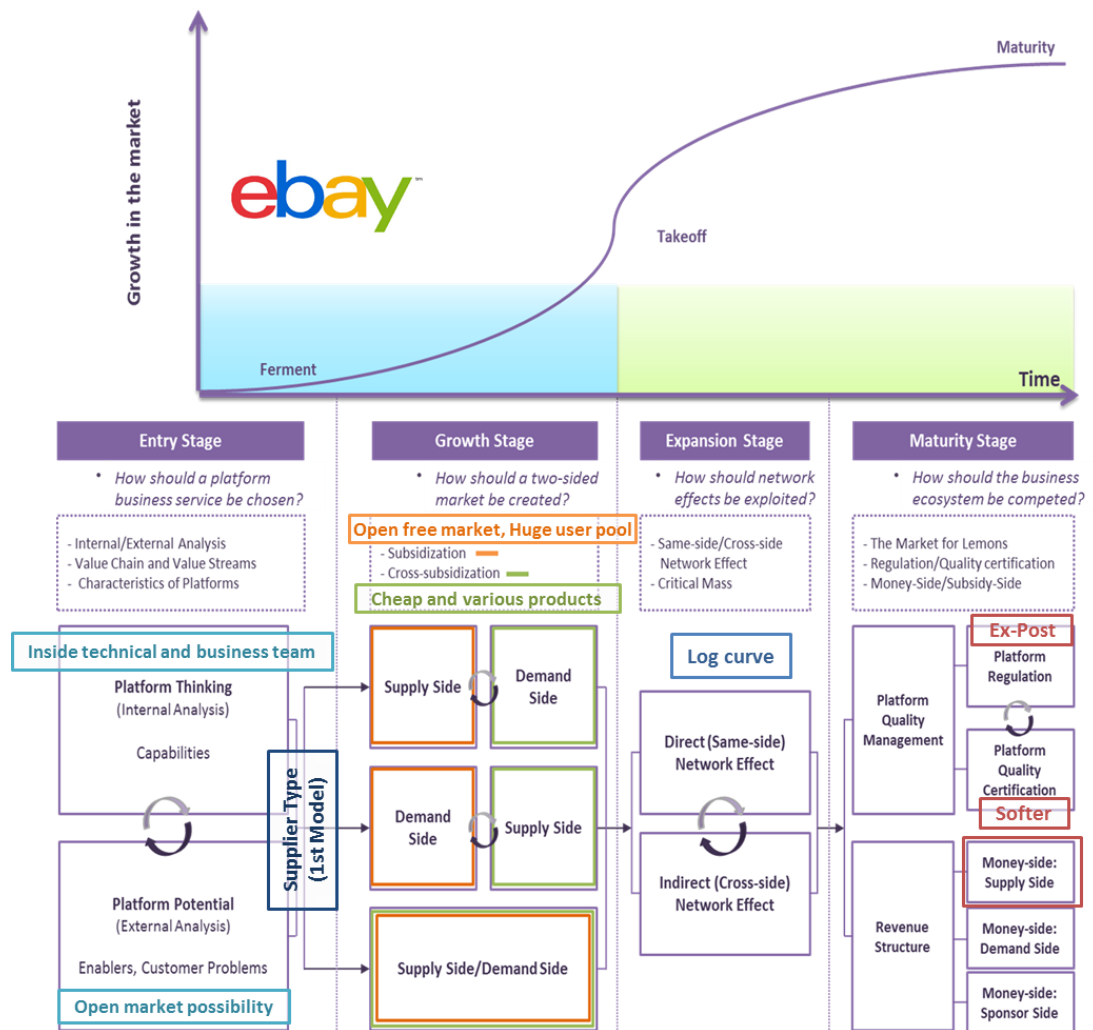 Growth in the market
ebay™
Maturity
Takeoff
Ferment
Time
Entry Stage
• How should a platform
business service be chosen?
- Internal/External Analysis
- Value Chain and Value Streams
- Characteristics of Platforms
Inside technical and business team
Platform Thinking
(Internal Analysis)
Capabilities
Platform Potential
(External Analysis)
Enablers, Customer Problems
Open market possibility
Supplier Type
(1st Model)
Growth Stage
• How should a two-sided
market be created?
Open free market, Huge user pool
- Subsidization
- Cross-subsidization
Cheap and various products
Supply Side
Demand
Side
Demand
Side
Supply Side
Supply Side/Demand Side
Expansion Stage
• How should network
effects be exploited?
- Same-side/Cross-side
Network Effect
- Critical Mass
Log curve
Direct (Same-side)
Network Effect
Indirect (Cross-side)
Network Effect
Maturity Stage
• How should the business
ecosystem be competed?
- The Market for Lemons
- Regulation/Quality certification
- Money-Side/Subsidy-Side
Platform
Quality
Management
Ex-Post
Platform
Regulation
Platform
Quality
Certification
Softer
Revenue
Structure
Money-side:
Supply Side
Money-side:
Demand Side
Money-side:
Sponsor Side